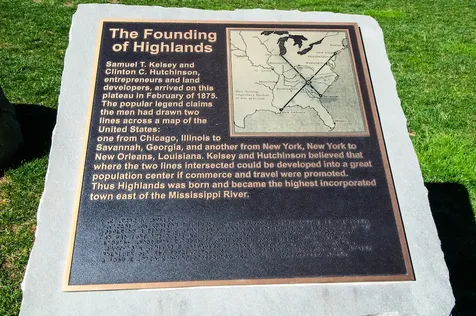 The Founding
of Highlands
Samuel T. Kelsey and
Clinton C. Hutchinson,
entrepreneurs and land
developers, arrived on this
plateau in February of 1875.
The popular legend claims
the men had drawn two
lines across a map of the
United States:
one from Chicago, Illinois to
Savannah, Georgia, and another from New York, New York to
New Orleans, Louisiana. Kelsey and Hutchinson believed that
where the two lines intersected could be developed into a great
population center if commerce and travel were promoted.
Thus Highlands was born and became the highest incorporated
town east of the Mississippi River.